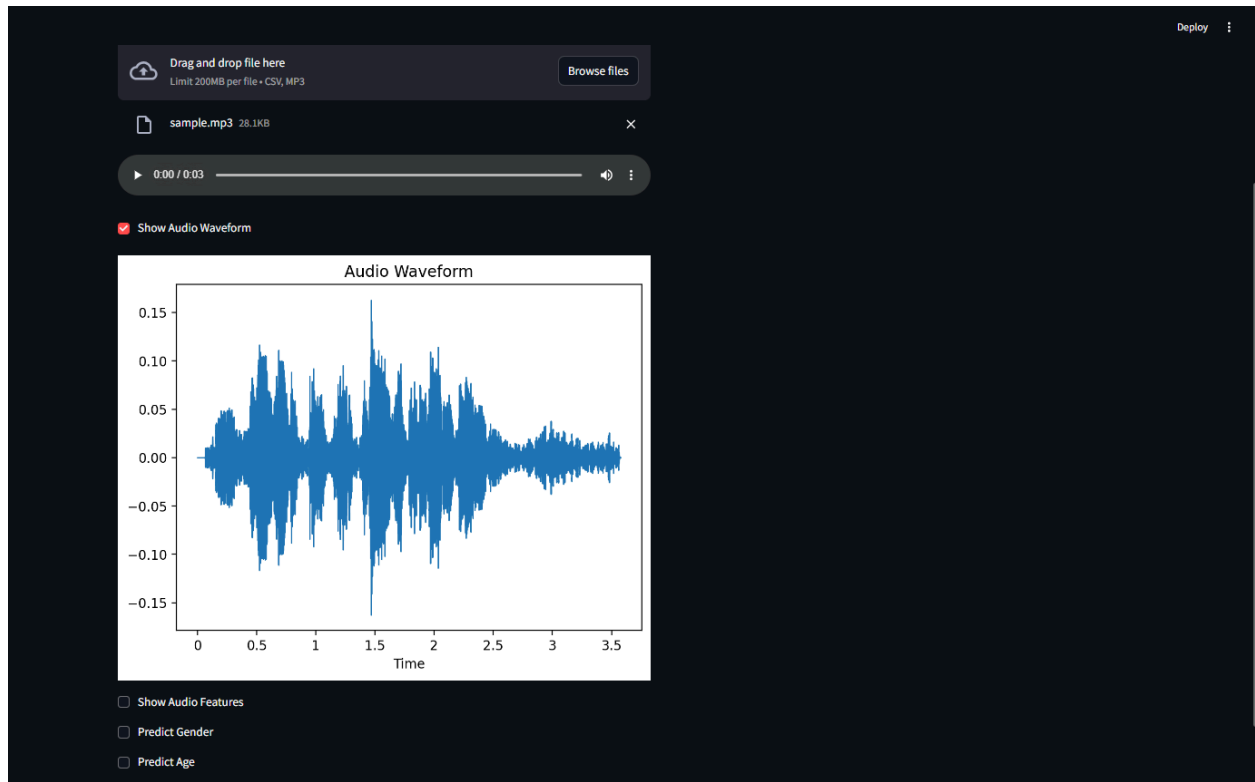 Deploy
Drag and drop file here
Limit 200MB per file • CSV, MP3
Browse files
sample.mp3 28.1KB
0:00 / 0:03
Show Audio Waveform
Audio Waveform
0.15
0.10
0.05
0.00
−0.05
−0.10
−0.15
0 0.5 1 1.5 2 2.5 3 3.5
Time
Show Audio Features
Predict Gender
Predict Age